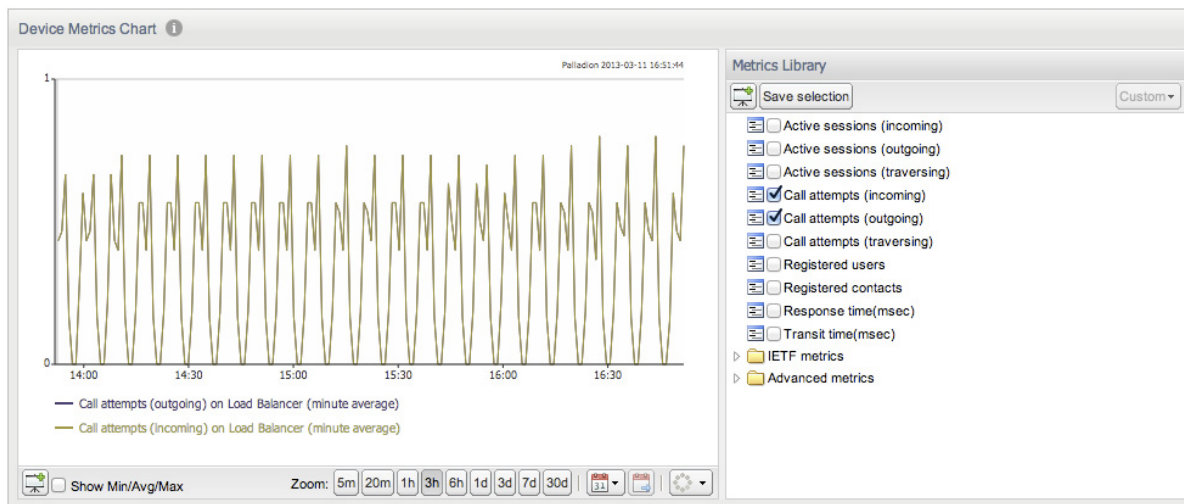 Device Metrics Chart i
Palladion 2013-03-11 16:51:44
1
0
14:00 14:30 15:00 15:30 16:00 16:30
Call attempts (outgoing) on Load Balancer (minute average)
Call attempts (incoming) on Load Balancer (minute average)
Show Min/Avg/Max Zoom: 5m 20m 1h 3h 6h 1d 3d 7d 30d 31
Metrics Library
Save selection Custom
Active sessions (incoming)
Active sessions (outgoing)
Active sessions (traversing)
Call attempts (incoming)
Call attempts (outgoing)
Call attempts (traversing)
Registered users
Registered contacts
Response time(msec)
Transit time(msec)
IETF metrics
Advanced metrics